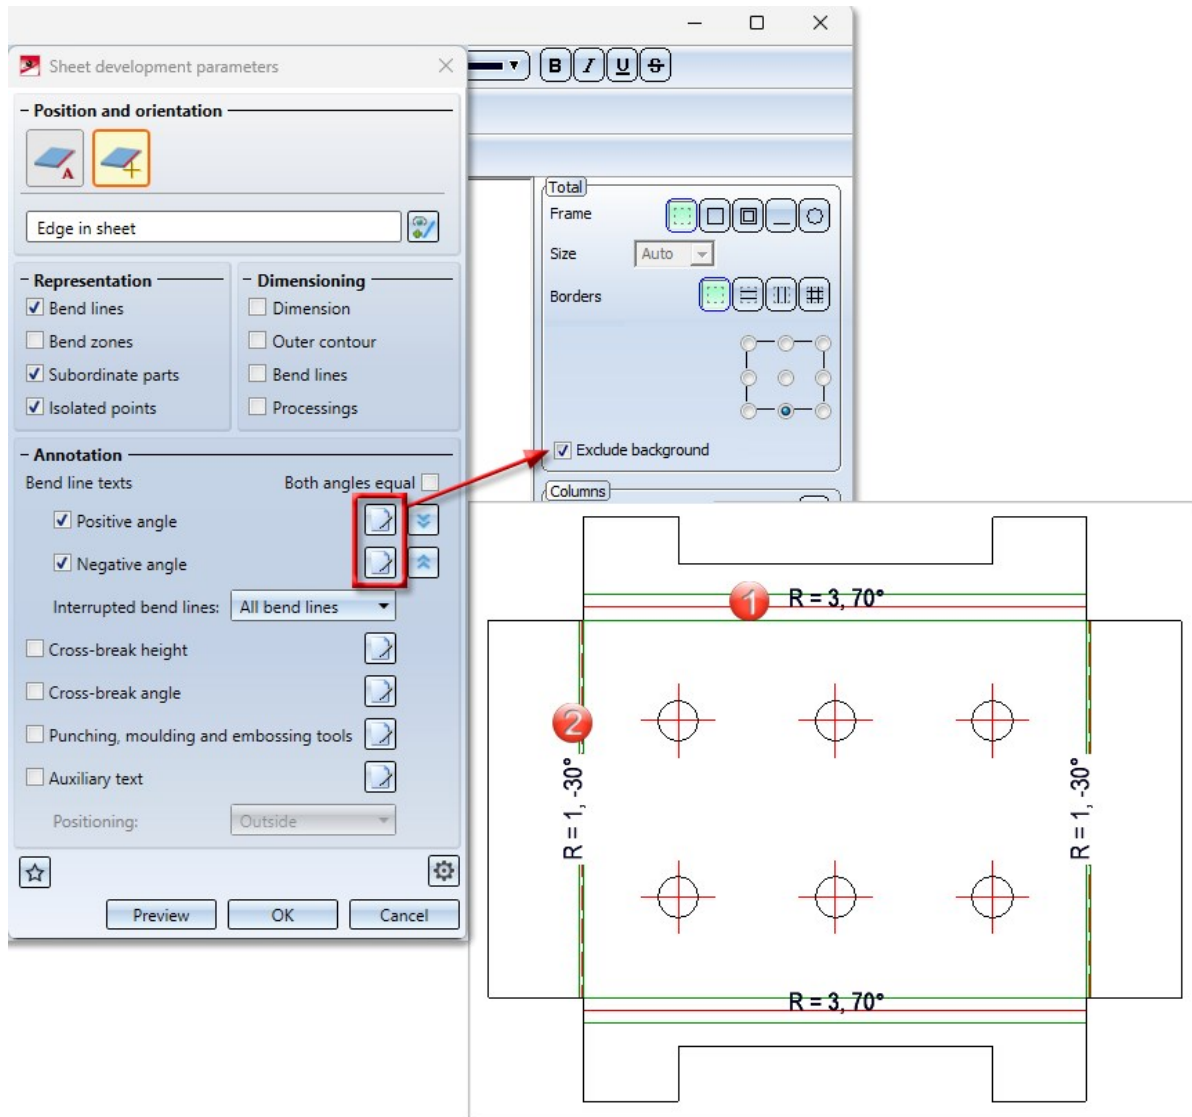 Sheet development parameters
B I U S
Position and orientation
A
Edge in sheet
Representation
Bend lines
Bend zones
Subordinate parts
Isolated points
Dimensioning
Dimension
Outer contour
Bend lines
Processings
Annotation
Bend line texts
Both angles equal
Positive angle
Negative angle
Interrupted bend lines: All bend lines
Cross-break height
Cross-break angle
Punching, moulding and embossing tools
Auxiliary text
Positioning: Outside
Preview OK Cancel
Total
Frame
Size Auto
Borders
Exclude background
Columns
1 R = 3, 70°
2
R = 1, -30°
R = 1, -30°
R = 3, 70°